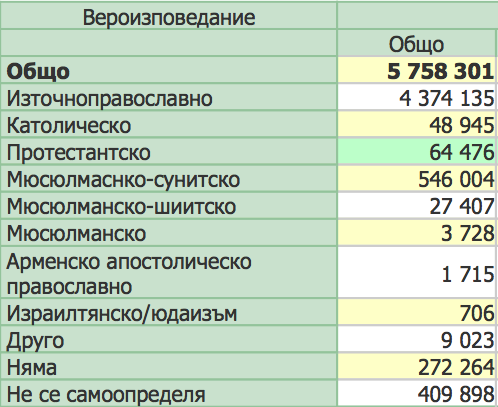 Вероизповедание
Общо
Общо 5 758 301
Източноправославно 4 374 135
Католическо 48 945
Протестантско 64 476
Мюсюлмаснко-сунитско 546 004
Мюсюлманско-шиитско 27 407
Мюсюлманско 3 728
Арменско апостолическо
православно 1 715
Израилтянско/юдаизъм 706
Друго 9 023
Няма 272 264
Не се самоопределя 409 898